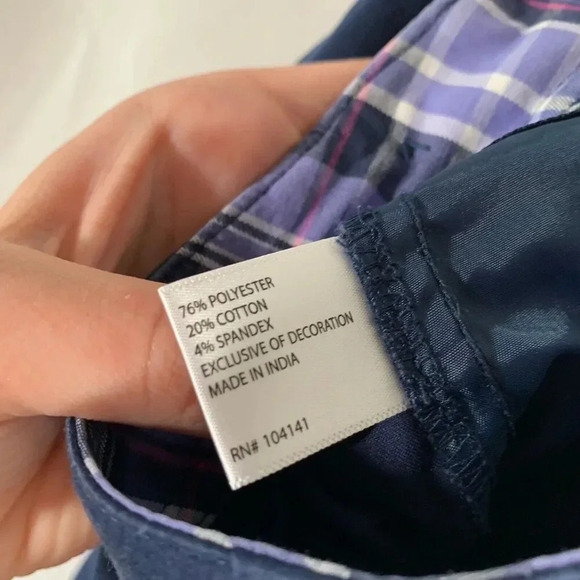 76% POLYESTER
20% COTTON
4% SPANDEX
EXCLUSIVE OF DECORATION
MADE IN INDIA
RN# 104141